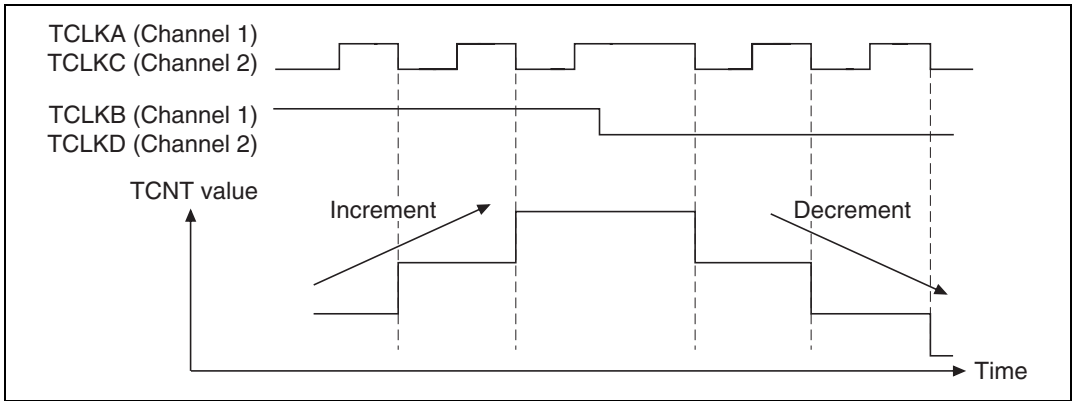 TCLKA (Channel 1)
TCLKC (Channel 2)
TCLKB (Channel 1)
TCLKD (Channel 2)
TCNT value
Increment
Decrement
Time